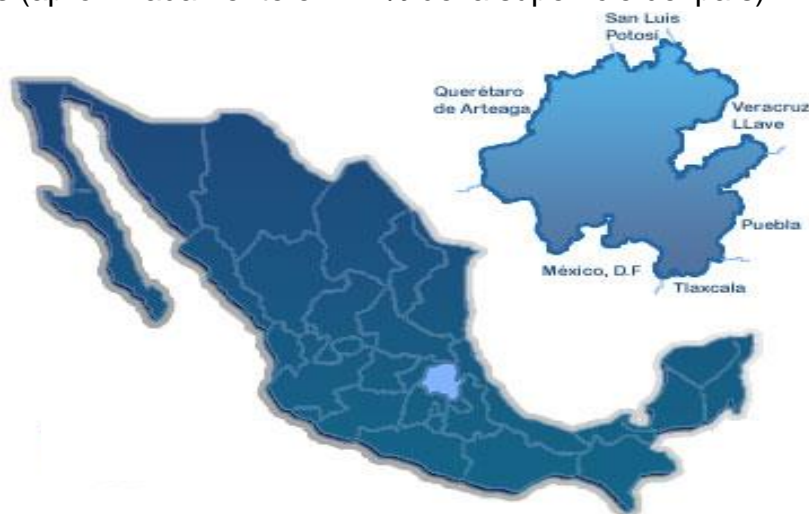 San Luis
Potosí
Querétaro
de Arteaga
Veracruz
LLave
Puebla
México, D.F
Tlaxcala